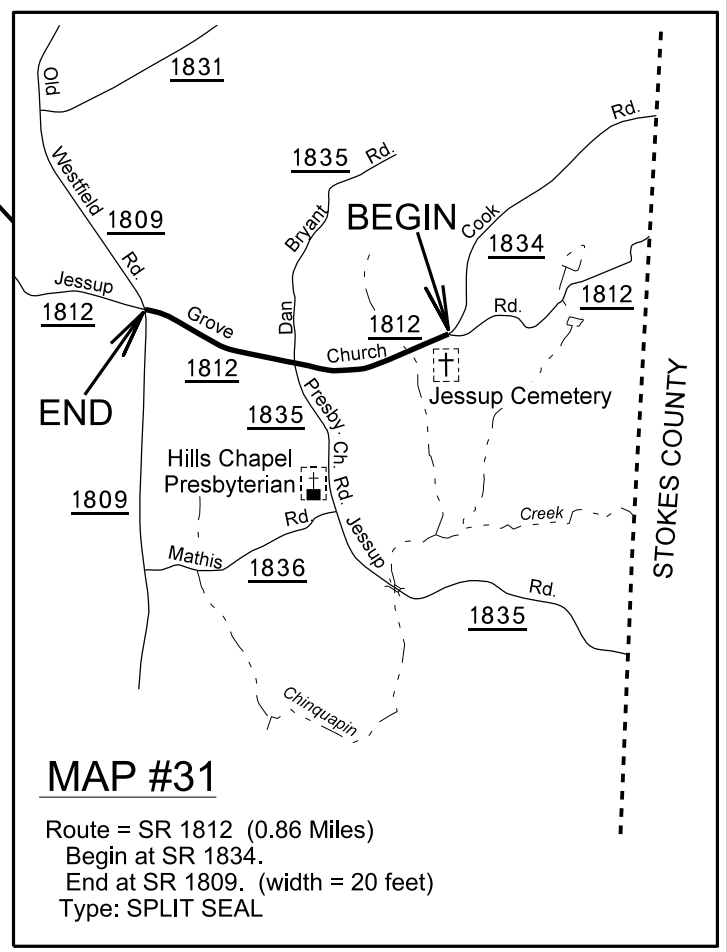 Old
1831
Rd.
Westfield
1835
Rd.
1809
Rd.
Bryant
BEGIN
Cook
1834
Jessup
1812
Grove
1812
Dan
1812
Church
Rd.
1812
END
Jessup Cemetery
1835
Presby. Ch. Rd.
Hills Chapel
Presbyterian
1809
Rd.
Jessup
Creek
Mathis
1836
Rd.
1835
STOKES COUNTY
Chinquapin
MAP #31
Route = SR 1812 (0.86 Miles)
Begin at SR 1834.
End at SR 1809. (width = 20 feet)
Type: SPLIT SEAL